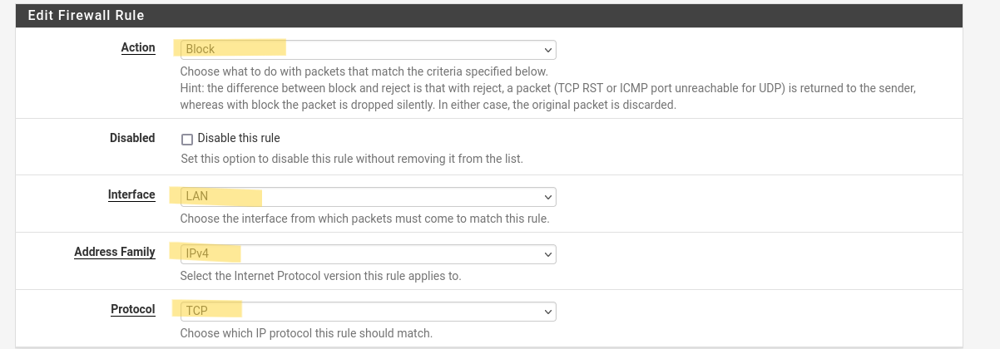 Edit Firewall Rule
Action
Block
Choose what to do with packets that match the criteria specified below.
Hint: the difference between block and reject is that with reject, a packet (TCP RST or ICMP port unreachable for UDP) is returned to the sender,
whereas with block the packet is dropped silently. In either case, the original packet is discarded.
Disabled
Disable this rule
Set this option to disable this rule without removing it from the list.
Interface
LAN
Choose the interface from which packets must come to match this rule.
Address Family
IPv4
Select the Internet Protocol version this rule applies to.
Protocol
TCP
Choose which IP protocol this rule should match.